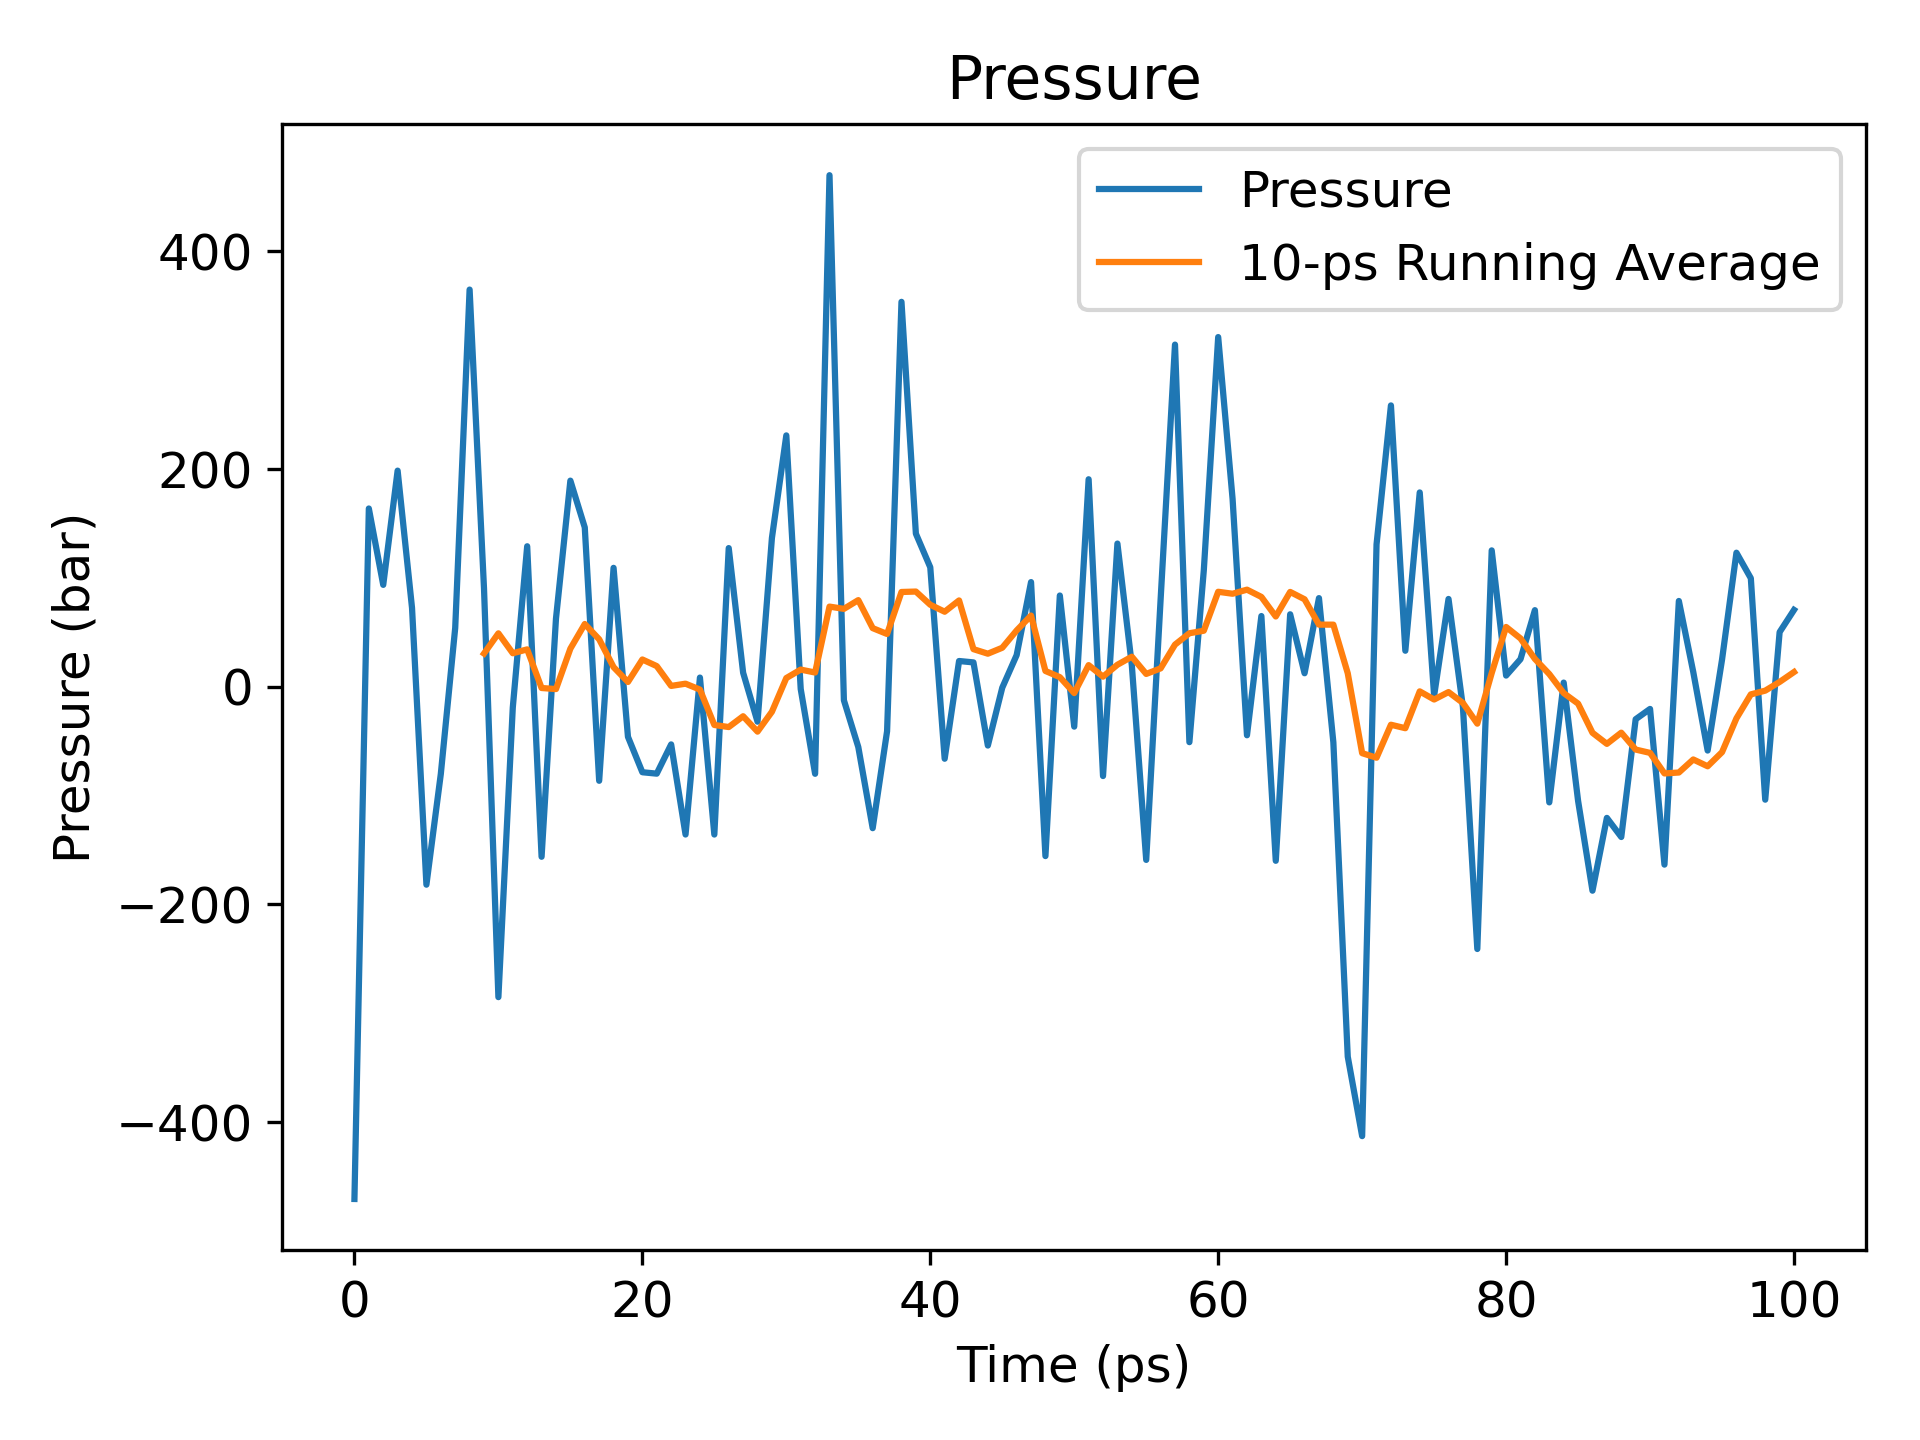 Pressure
Pressure
10-ps Running Average
400
200
0
−200
−400
Pressure (bar)
0 20 40 60 80 100
Time (ps)